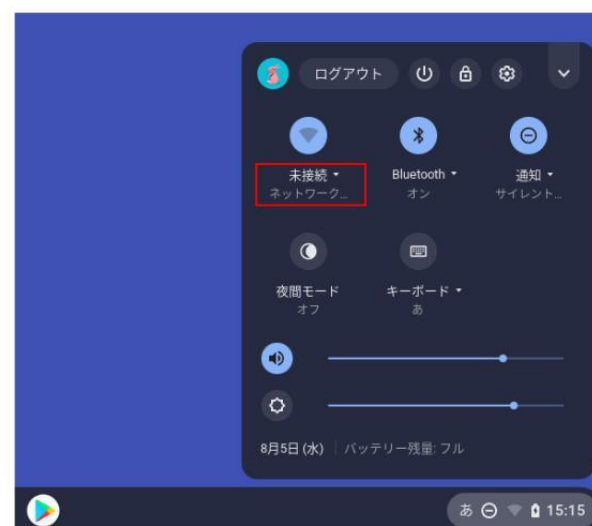 ログアウト
未接続 Bluetooth 通知
ネットワーク... オン サイレント...
夜間モード キーボード
オフ あ
8月5日 (水) バッテリー残量: フル
あ 15:15